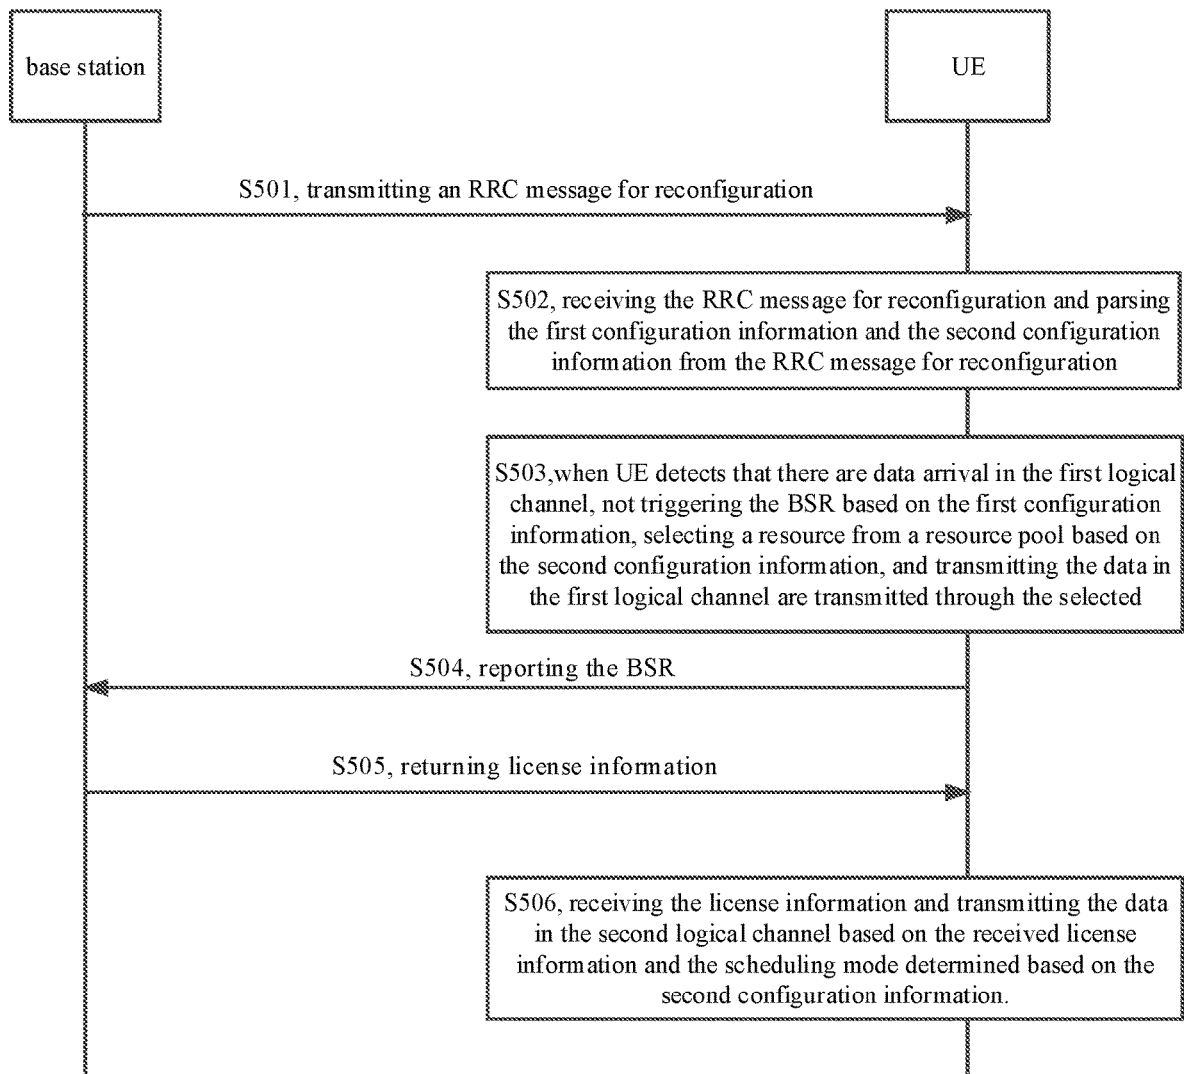 base station
UE
S501, transmitting an RRC message for reconfiguration
S502, receiving the RRC message for reconfiguration and parsing
the first configuration information and the second configuration
information from the RRC message for reconfiguration
S503,when UE detects that there are data arrival in the first logical
channel, not triggering the BSR based on the first configuration
information, selecting a resource from a resource pool based on
the second configuration information, and transmitting the data in
the first logical channel are transmitted through the selected
S504, reporting the BSR
S505, returning license information
S506, receiving the license information and transmitting the data
in the second logical channel based on the received license
information and the scheduling mode determined based on the
second configuration information.